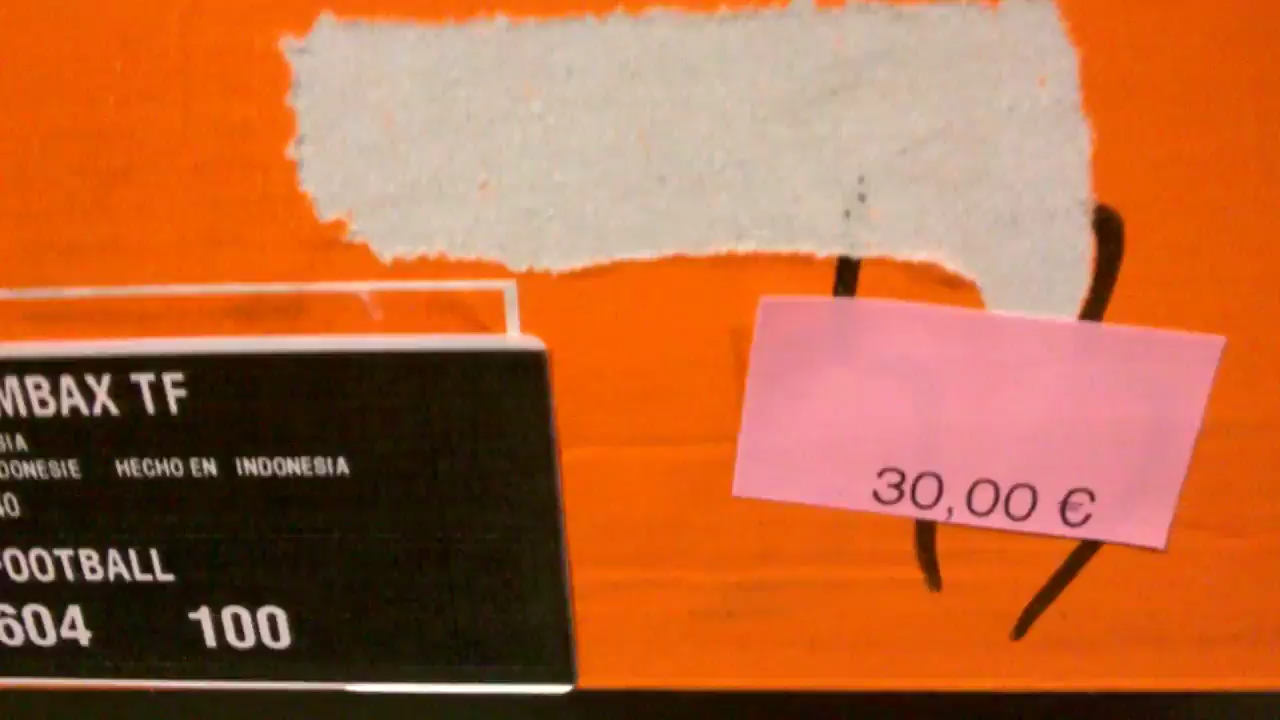 MBAX TF
SIA
DONESIE HECHO EN INDONESIA
40
FOOTBALL
604 100
30,00 €